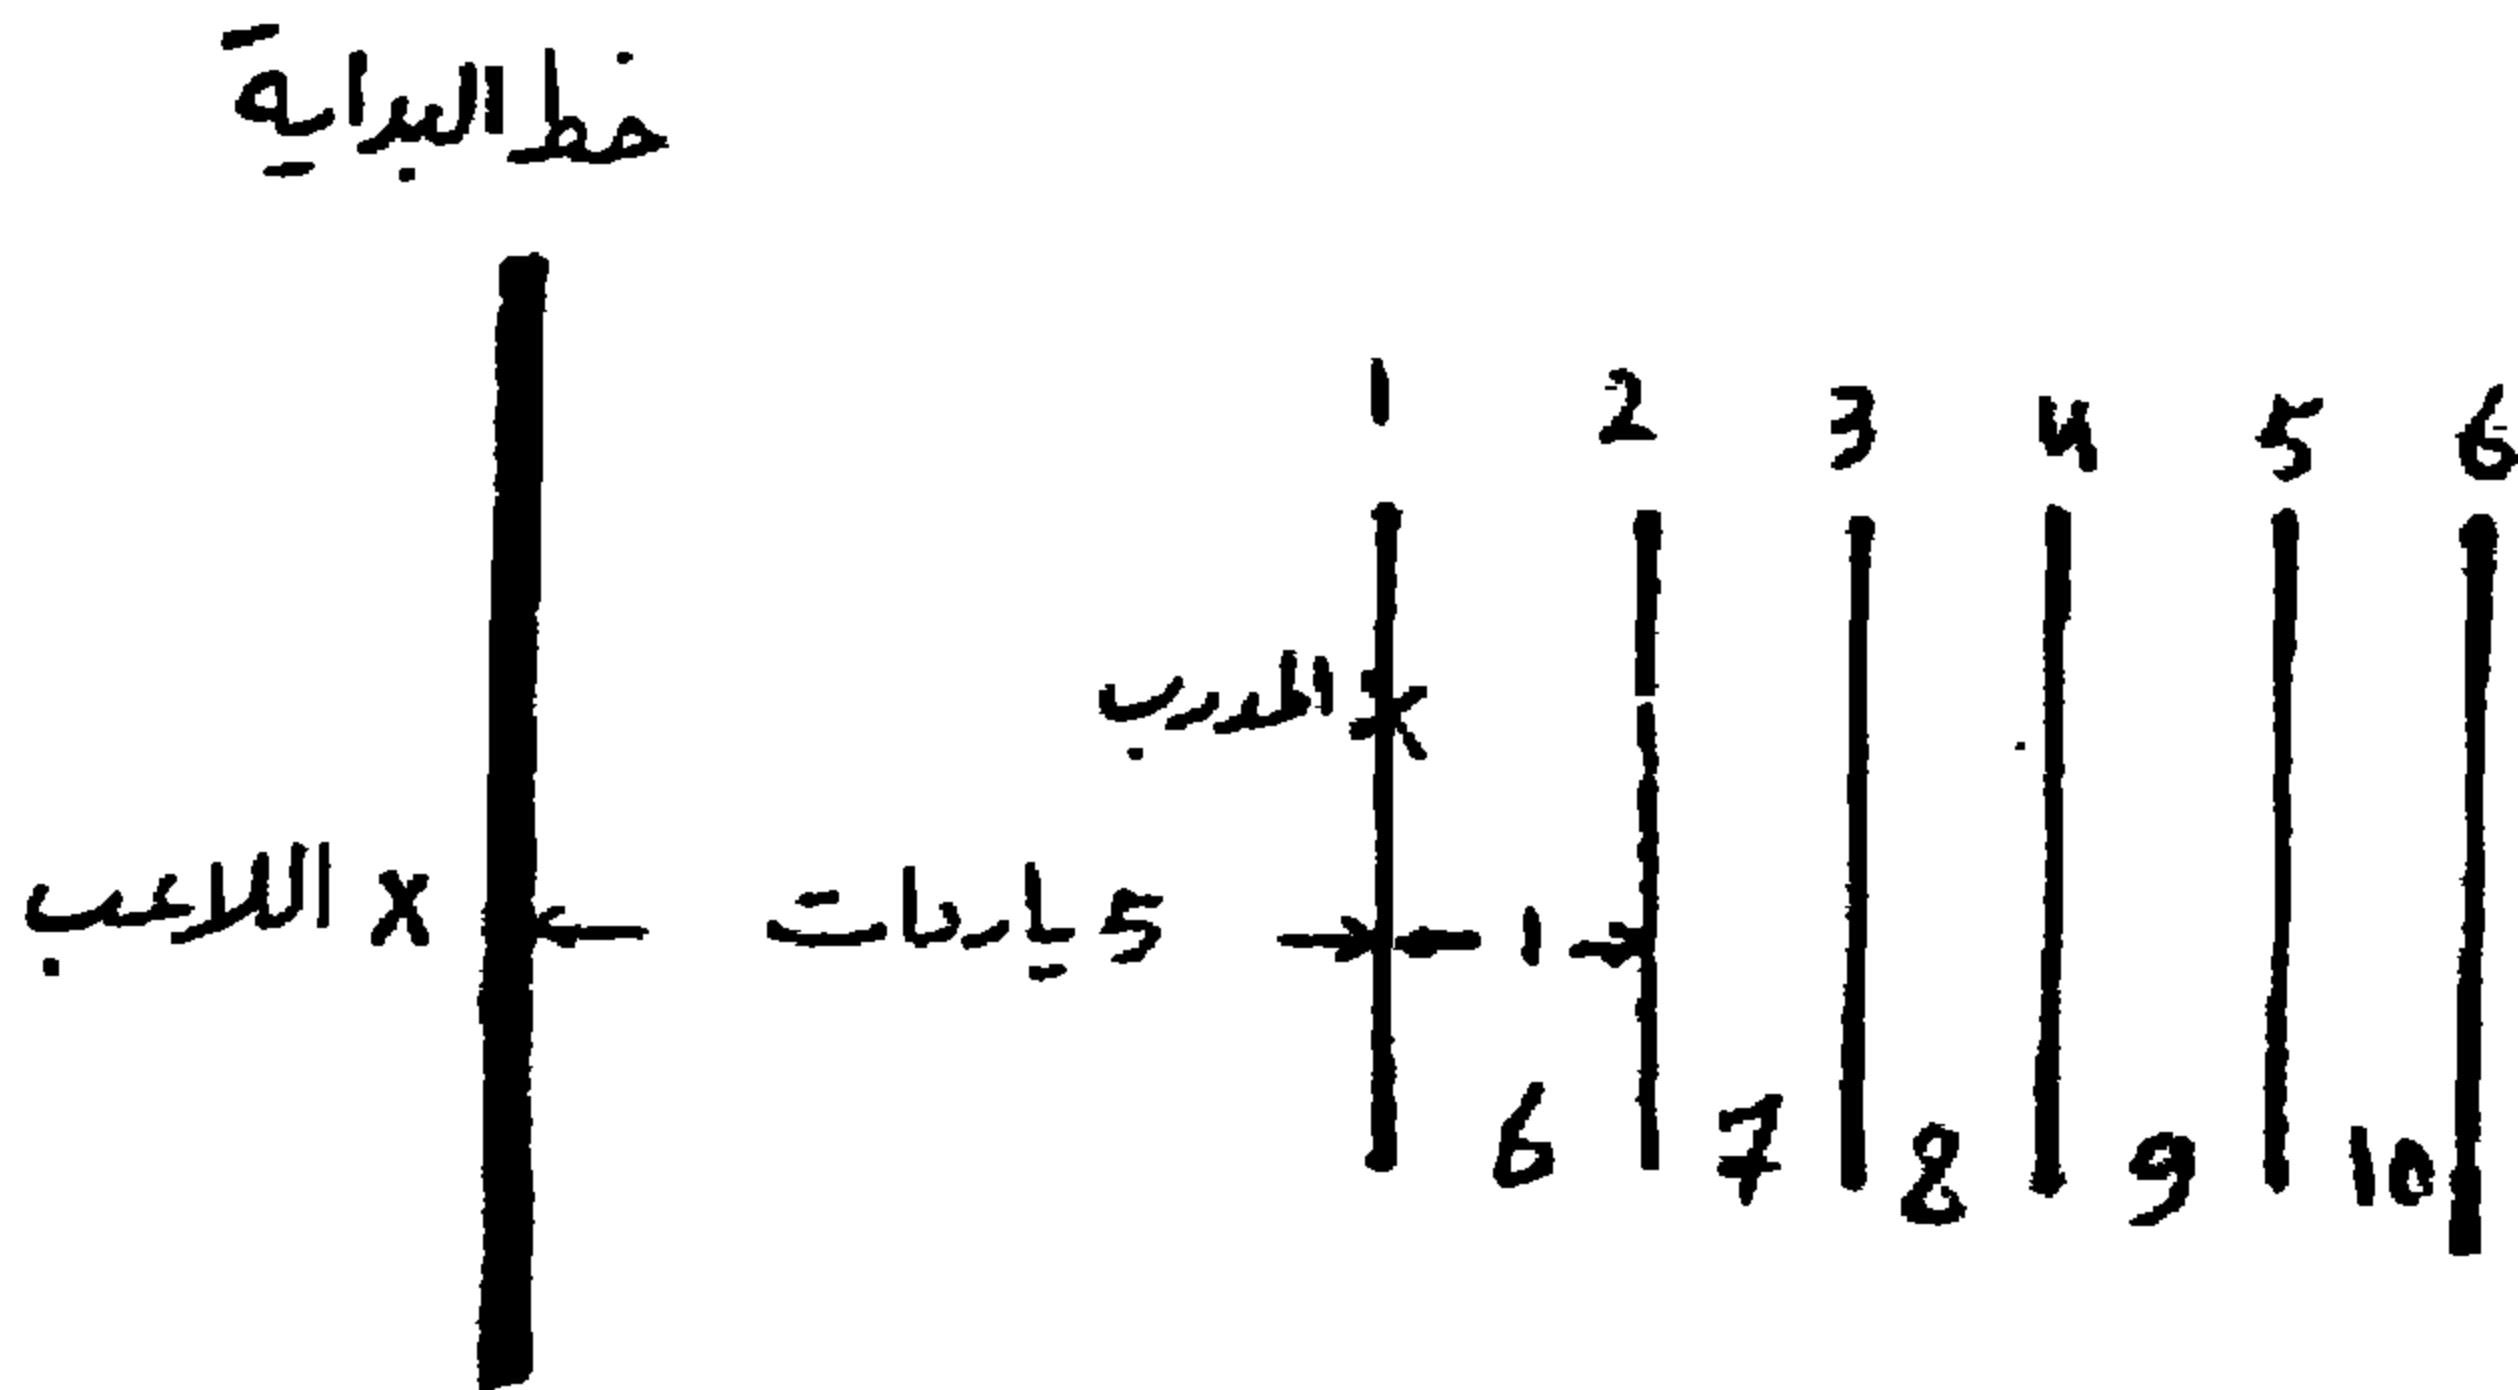 خط البداية
1 2 3 4 5 6
المدرب x
اللاعب x
5 ياردات
1
6 7 8 9 10